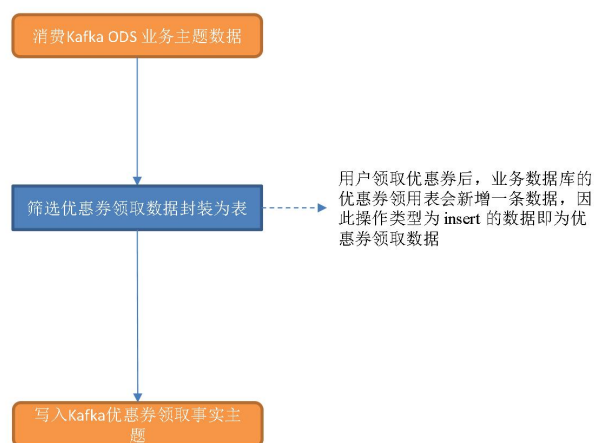 消费Kafka ODS 业务主题数据
筛选优惠券领取数据封装为表
用户领取优惠券后，业务数据库的
优惠券领用表会新增一条数据，因
此操作类型为 insert 的数据即为优
惠券领取数据
写入Kafka优惠券领取事实主
题